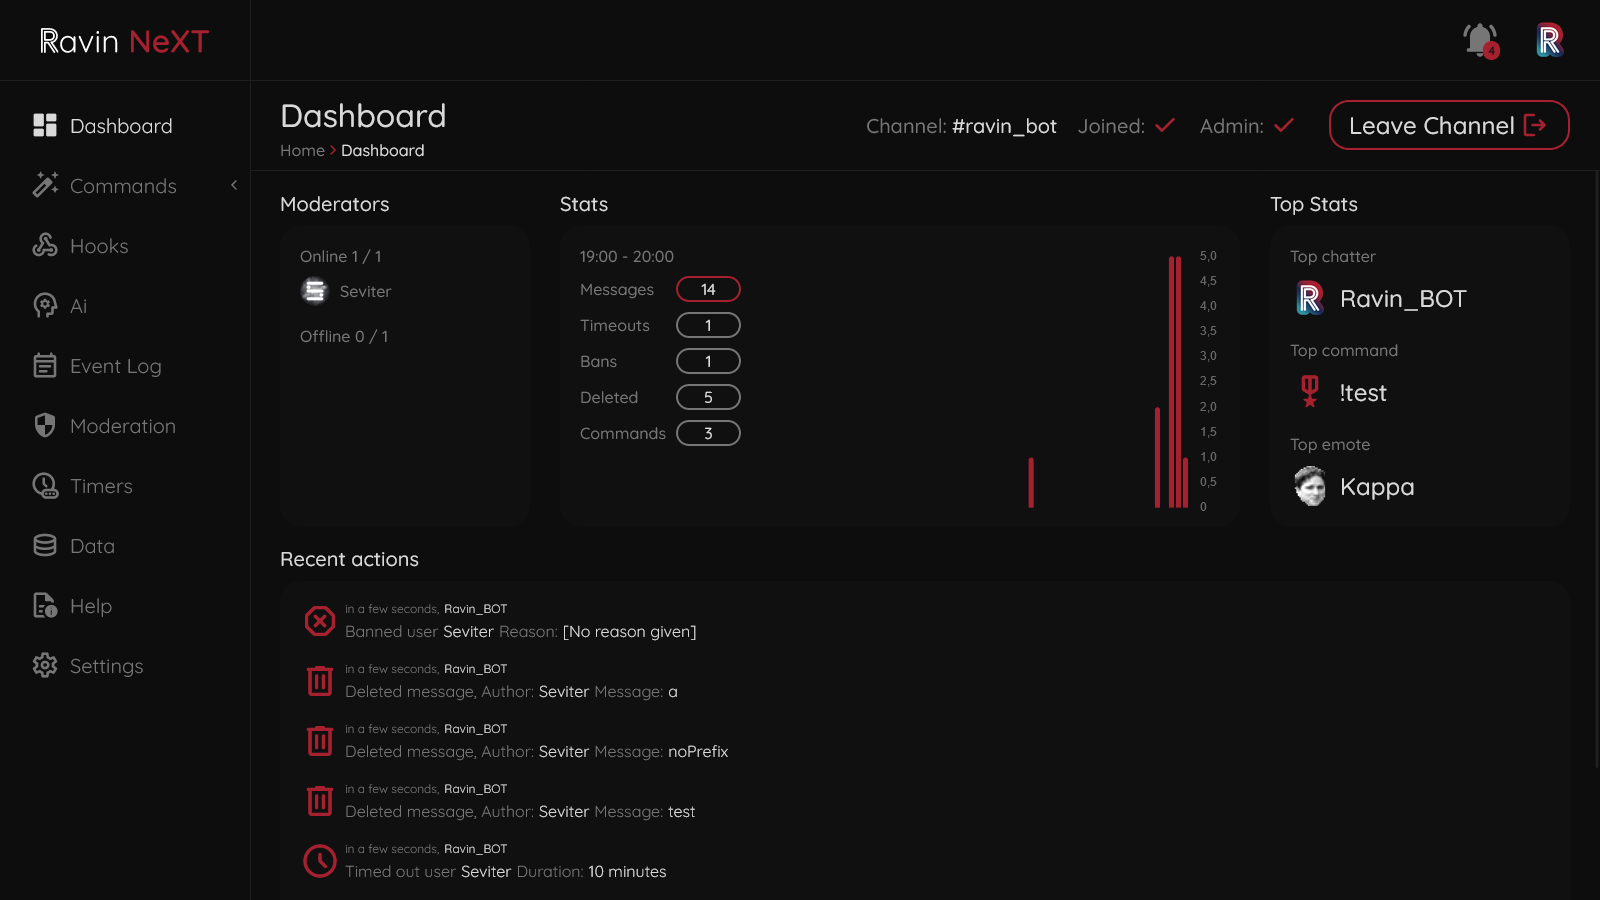 Ravin NeXT
4
R
Dashboard
Commands
Hooks
Ai
Event Log
Moderation
Timers
Data
Help
Settings
Dashboard
Home > Dashboard
Channel: #ravin_bot Joined: Admin:
Leave Channel
Moderators
Online 1 / 1
Seviter
Offline 0 / 1
Stats
19:00 - 20:00
Messages 14
Timeouts 1
Bans 1
Deleted 5
Commands 3
5,0
4,5
4,0
3,5
3,0
2,5
2,0
1,5
1,0
0,5
0
Top Stats
Top chatter
R Ravin_BOT
Top command
!test
Top emote
Kappa
Recent actions
in a few seconds, Ravin_BOT
Banned user Seviter Reason: [No reason given]
in a few seconds, Ravin_BOT
Deleted message, Author: Seviter Message: a
in a few seconds, Ravin_BOT
Deleted message, Author: Seviter Message: noPrefix
in a few seconds, Ravin_BOT
Deleted message, Author: Seviter Message: test
in a few seconds, Ravin_BOT
Timed out user Seviter Duration: 10 minutes